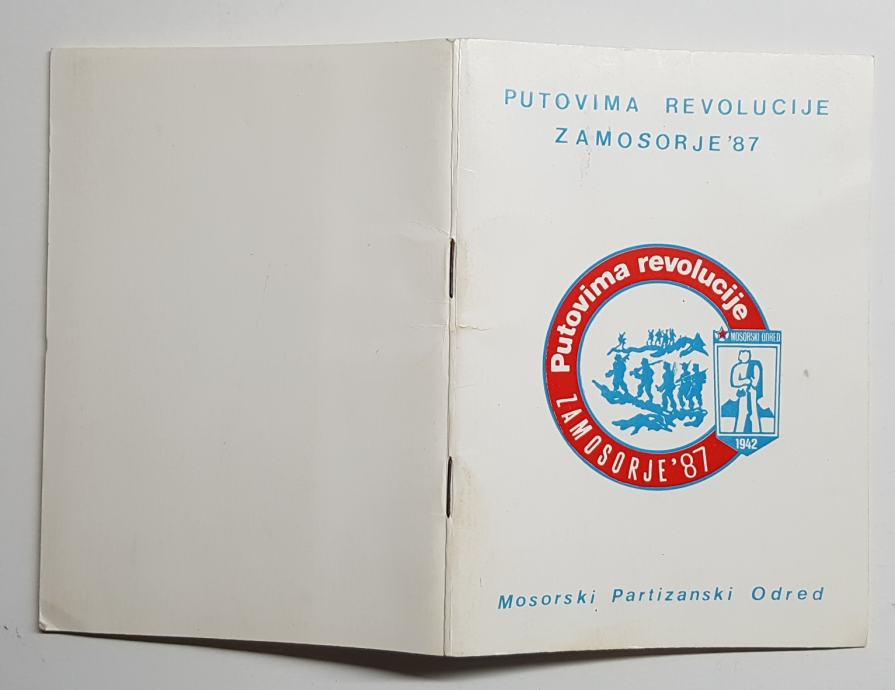 PUTOVIMA REVOLUCIJE
ZAMOSORJE '87
Putovima revolucije
ZAMOSORJE '87
MOSORSKI ODRED
1942
Mosorski Partizanski Odred